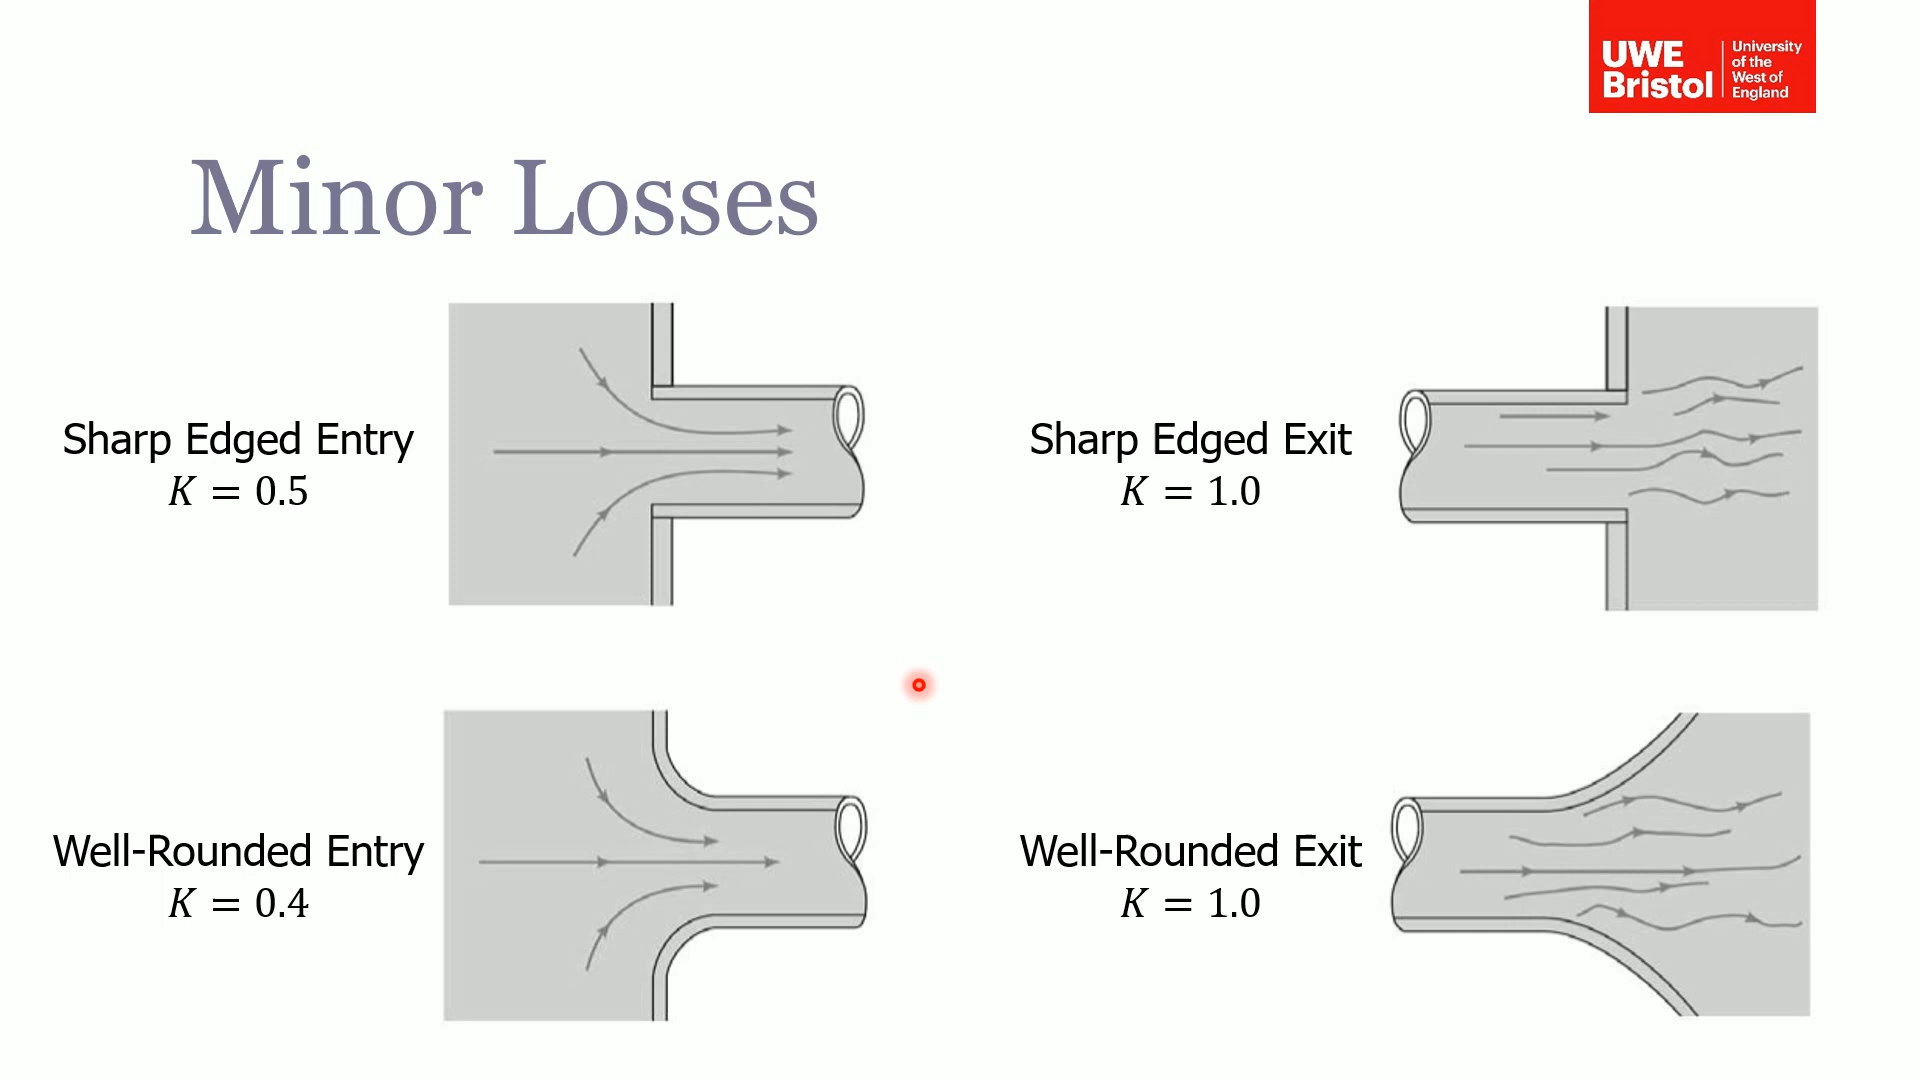 UWE
Bristol
University
of the
West of
England
Minor Losses
Sharp Edged Entry
K = 0.5
Sharp Edged Exit
K = 1.0
Well-Rounded Entry
K = 0.4
Well-Rounded Exit
K = 1.0